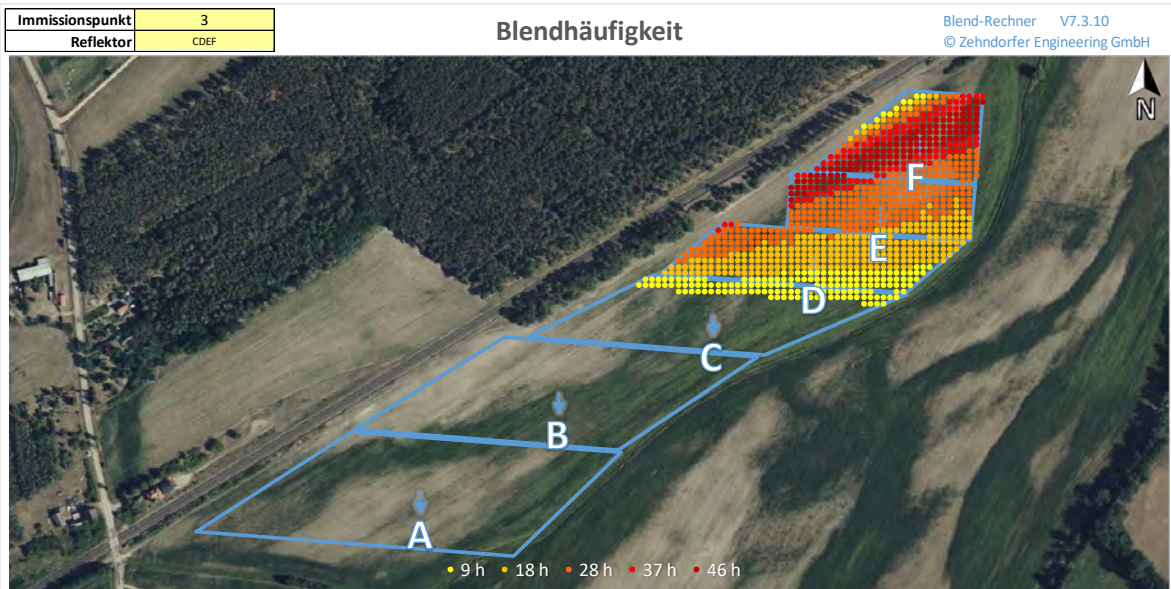 Immissionspunkt 3
Reflektor CDEF
Blendhäufigkeit
Blend-Rechner V7.3.10
© Zehndorfer Engineering GmbH
N
F
E
D
C
B
A
9 h 18 h 28 h 37 h 46 h